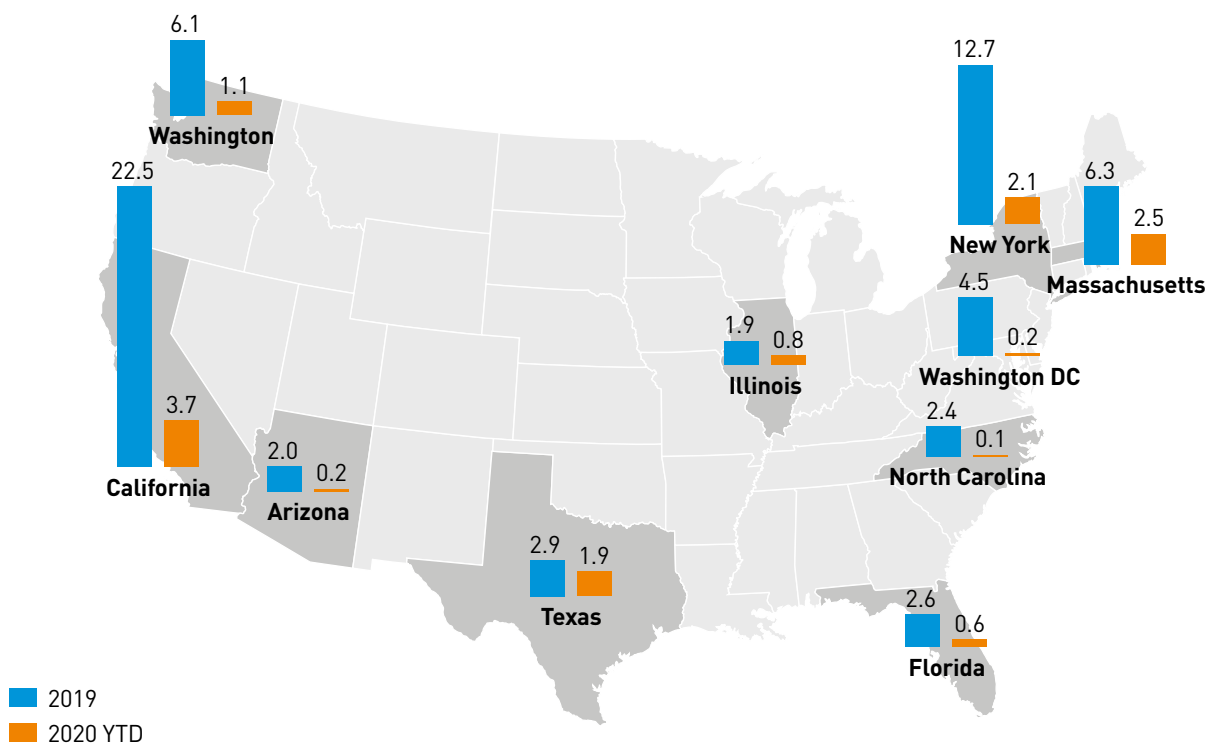 6.1
1.1
Washington
22.5
3.7
California
2.0
0.2
Arizona
2.9
1.9
Texas
1.9
0.8
Illinois
12.7
2.1
New York
6.3
2.5
Massachusetts
4.5
0.2
Washington DC
2.4
0.1
North Carolina
2.6
0.6
Florida
2019
2020 YTD